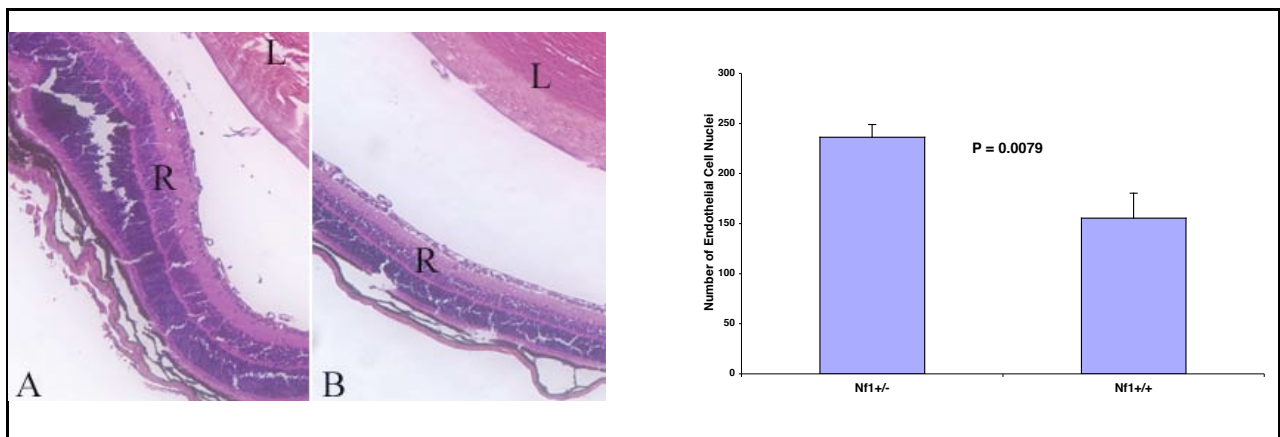 L
R
A
L
R
B
300
250
200
150
100
50
0
Number of Endothelial Cell Nuclei
P = 0.0079
Nf1+/-
Nf1+/+